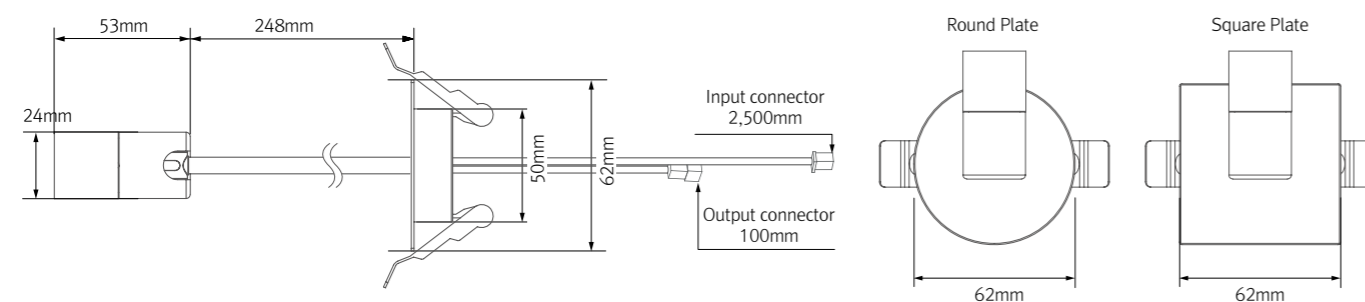 53mm
248mm
24mm
50mm
62mm
Input connector
2,500mm
Output connector
100mm
Round Plate
62mm
Square Plate
62mm